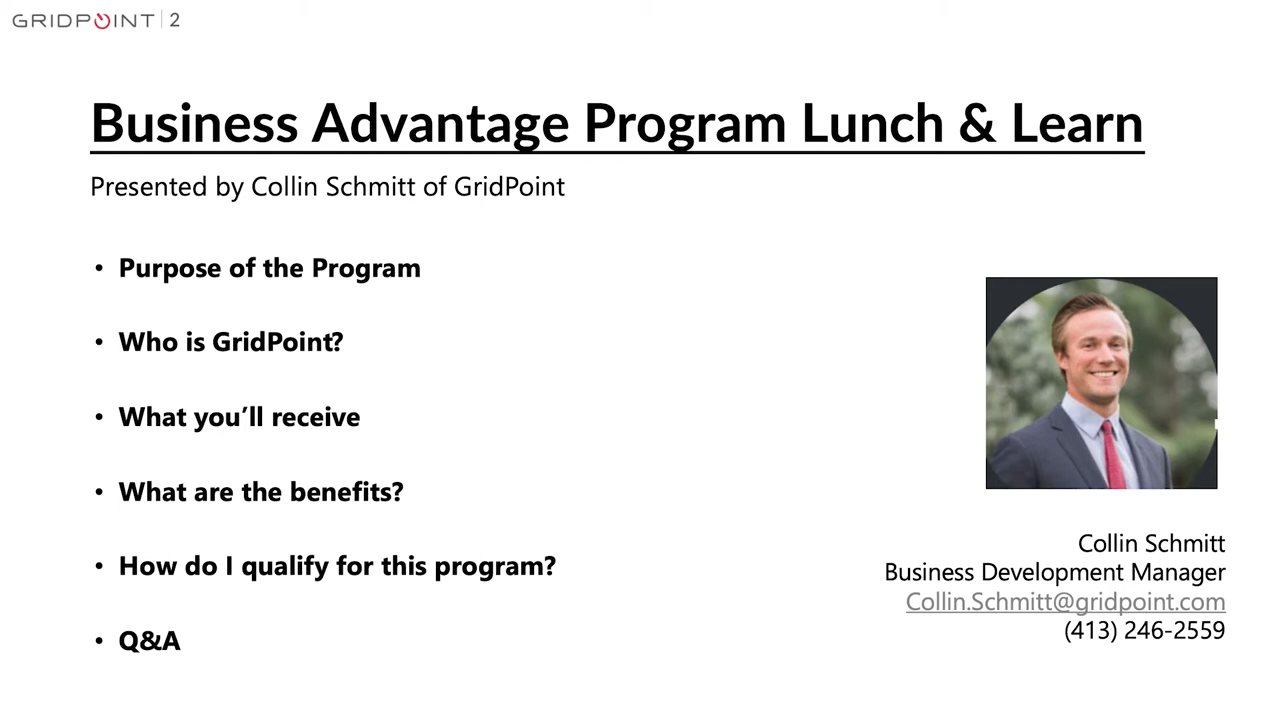 GRIDPOINT | 2
Business Advantage Program Lunch & Learn
Presented by Collin Schmitt of GridPoint
• Purpose of the Program
• Who is GridPoint?
• What you’ll receive
• What are the benefits?
• How do I qualify for this program?
• Q&A
Collin Schmitt
Business Development Manager
Collin.Schmitt@gridpoint.com
(413) 246-2559